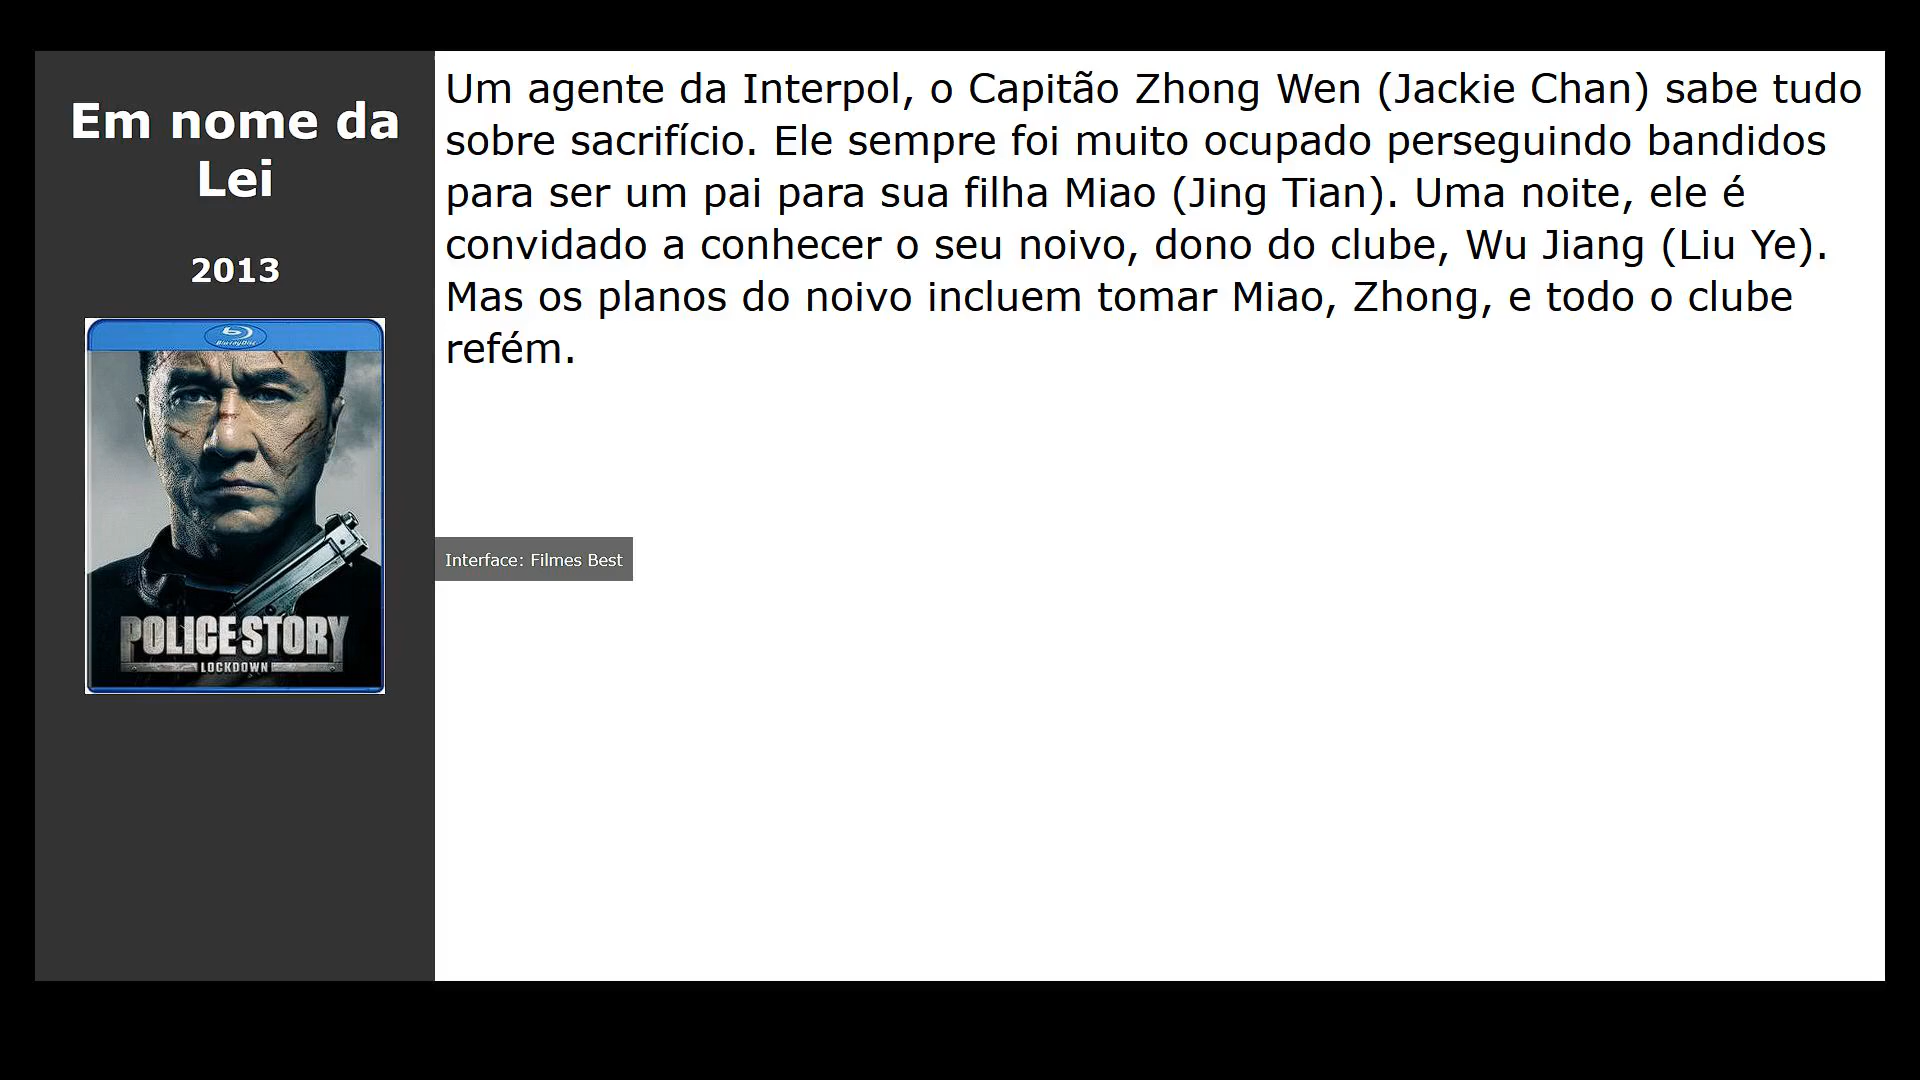 Em nome da
Lei
2013
Blu-ray Disc
POLICE STORY
LOCKDOWN
Um agente da Interpol, o Capitão Zhong Wen (Jackie Chan) sabe tudo
sobre sacrifício. Ele sempre foi muito ocupado perseguindo bandidos
para ser um pai para sua filha Miao (Jing Tian). Uma noite, ele é
convidado a conhecer o seu noivo, dono do clube, Wu Jiang (Liu Ye).
Mas os planos do noivo incluem tomar Miao, Zhong, e todo o clube
refém.
Interface: Filmes Best